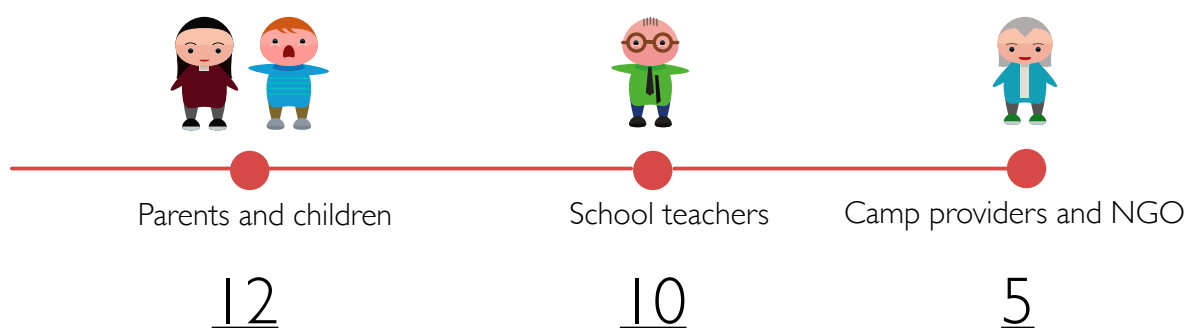 Parents and children
School teachers
Camp providers and NGO
12
10
5